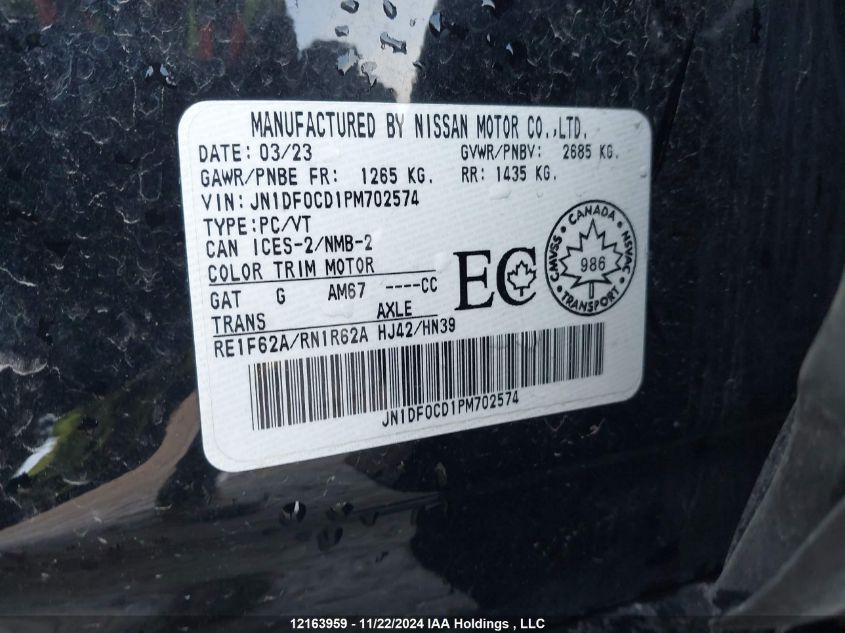 MANUFACTURED BY NISSAN MOTOR CO.,LTD.
DATE: 03/23 GVWR/PNBV: 2685 KG.
GAWR/PNBE FR: 1265 KG. RR: 1435 KG.
VIN: JN1DF0CD1PM702574
TYPE:PC/VT
CAN ICES-2/NMB-2
COLOR TRIM MOTOR
GAT G AM67 ----CC
TRANS AXLE
RE1F62A/RN1R62A HJ42/HN39
EC
CANADA
CMVSS 986 NSVAC
TRANSPORT
JN1DF0CD1PM702574
12163959 - 11/22/2024 IAA Holdings , LLC